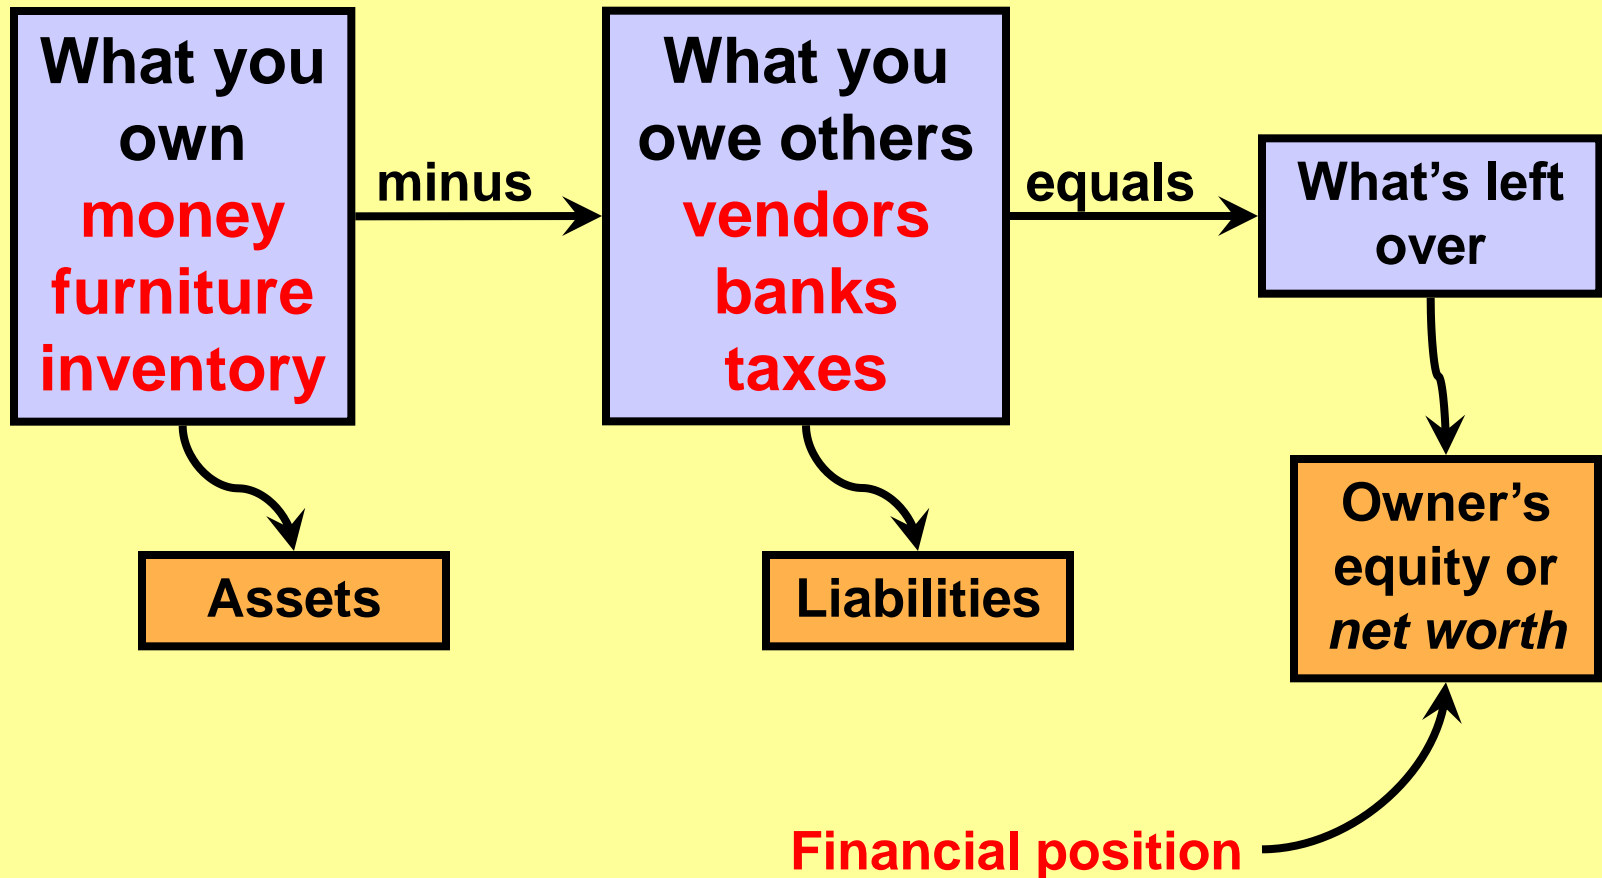 What you
own
money
furniture
inventory
minus
What you
owe others
vendors
banks
taxes
equals
What’s left
over
Assets
Liabilities
Owner’s
equity or
net worth
Financial position